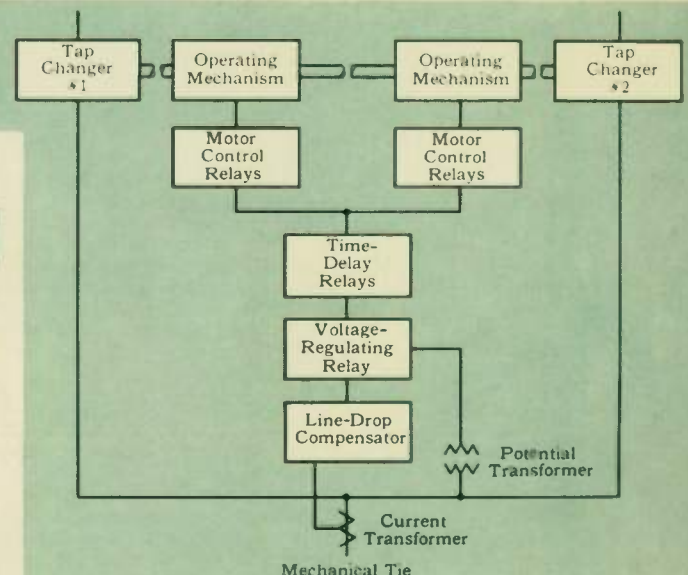 Tap
Changer
#1
Operating
Mechanism
Operating
Mechanism
Tap
Changer
#2
Motor
Control
Relays
Motor
Control
Relays
Time-
Delay
Relays
Voltage-
Regulating
Relay
Line-Drop
Compensator
Potential
Transformer
Current
Transformer
Mechanical Tie